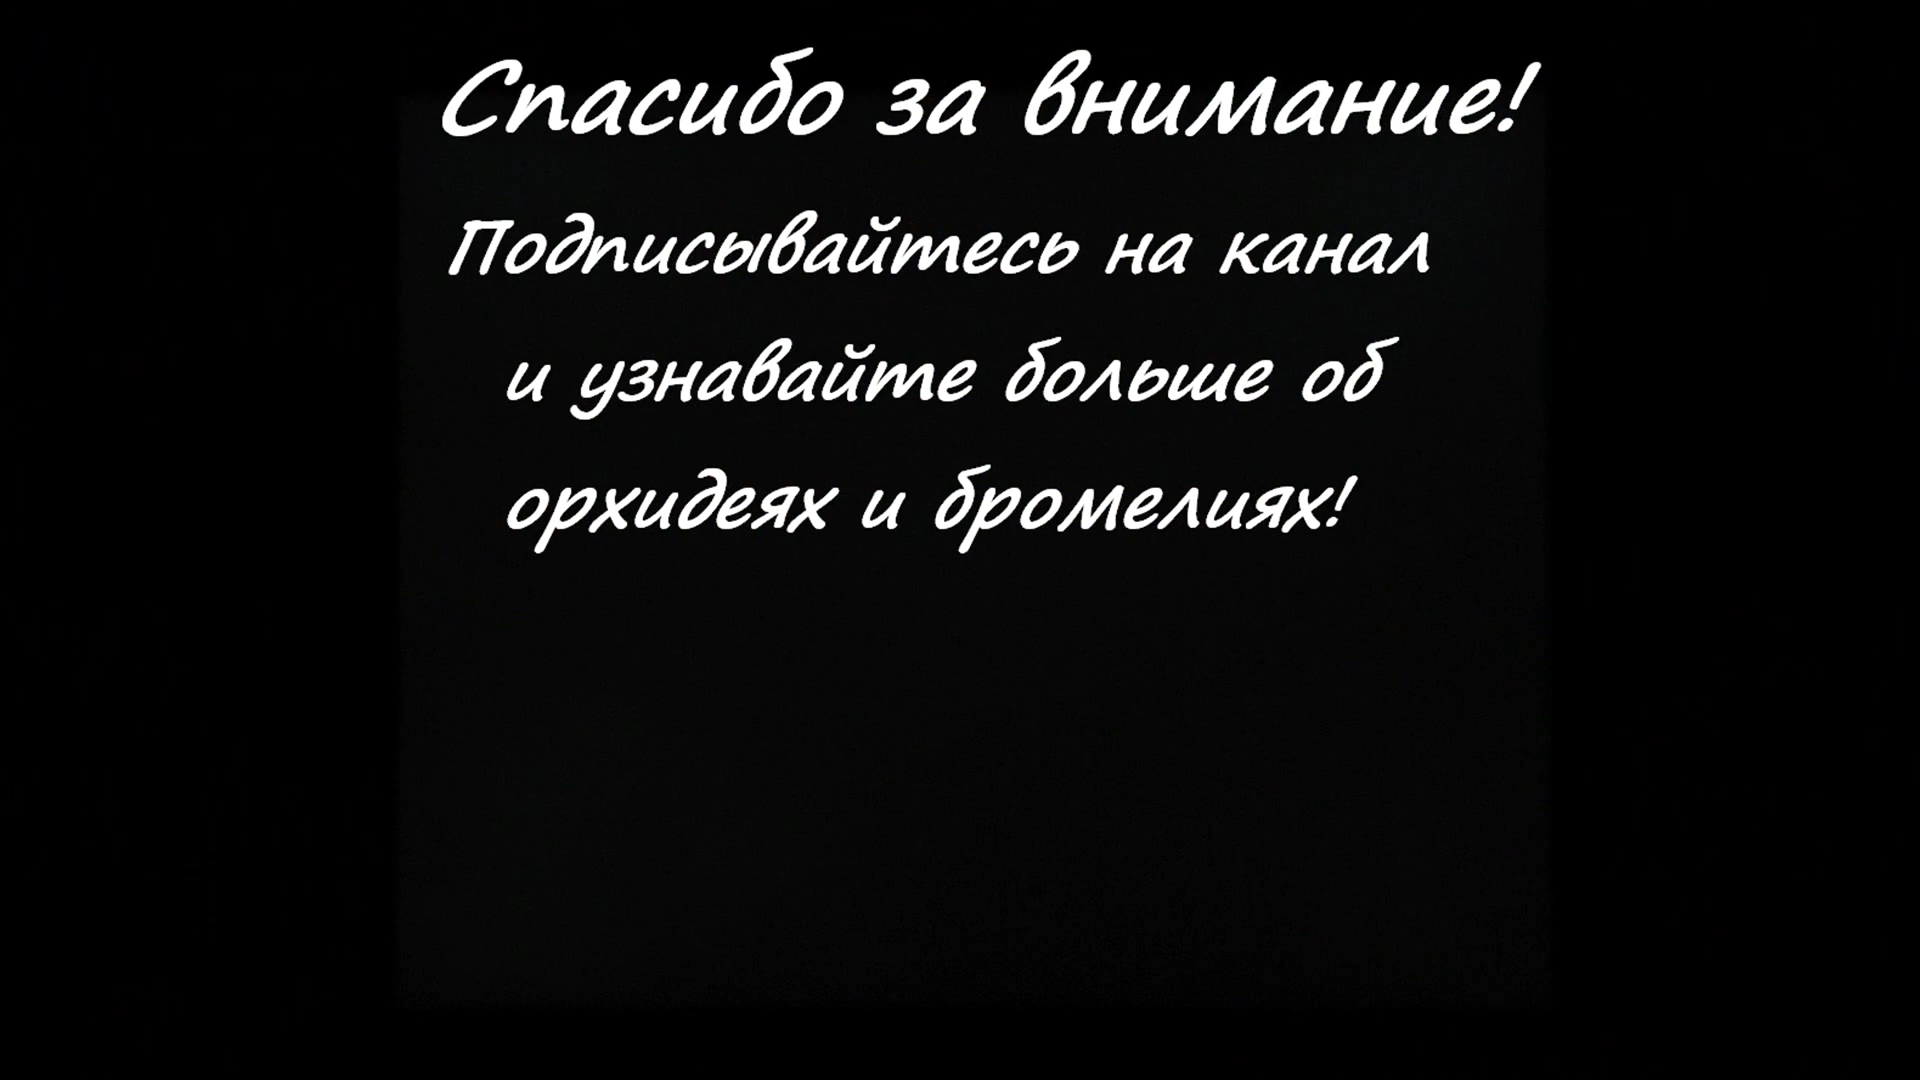 Спасибо за внимание!
Подписывайтесь на канал
и узнавайте больше об
орхидеях и бромелиях!